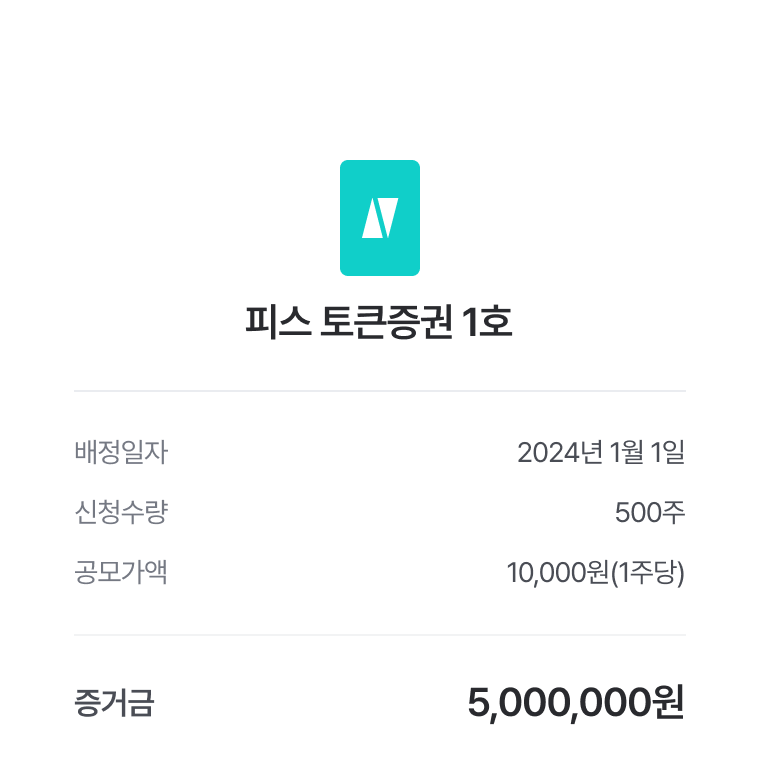 피스 토큰증권 1호
배정일자 2024년 1월 1일
신청수량 500주
공모가액 10,000원(1주당)
증거금 5,000,000원